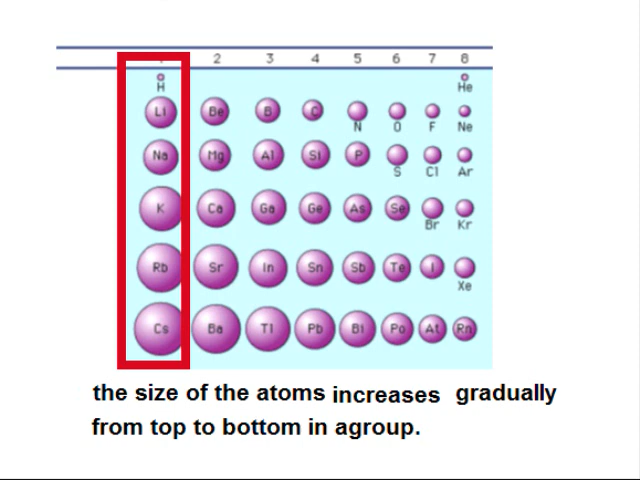 1 2 3 4 5 6 7 8
H He
Li Be B C N O F Ne
Na Mg Al Si P S Cl Ar
K Ca Ga Ge As Se Br Kr
Rb Sr In Sn Sb Te I Xe
Cs Ba Tl Pb Bi Po At Rn
the size of the atoms increases gradually
from top to bottom in agroup.